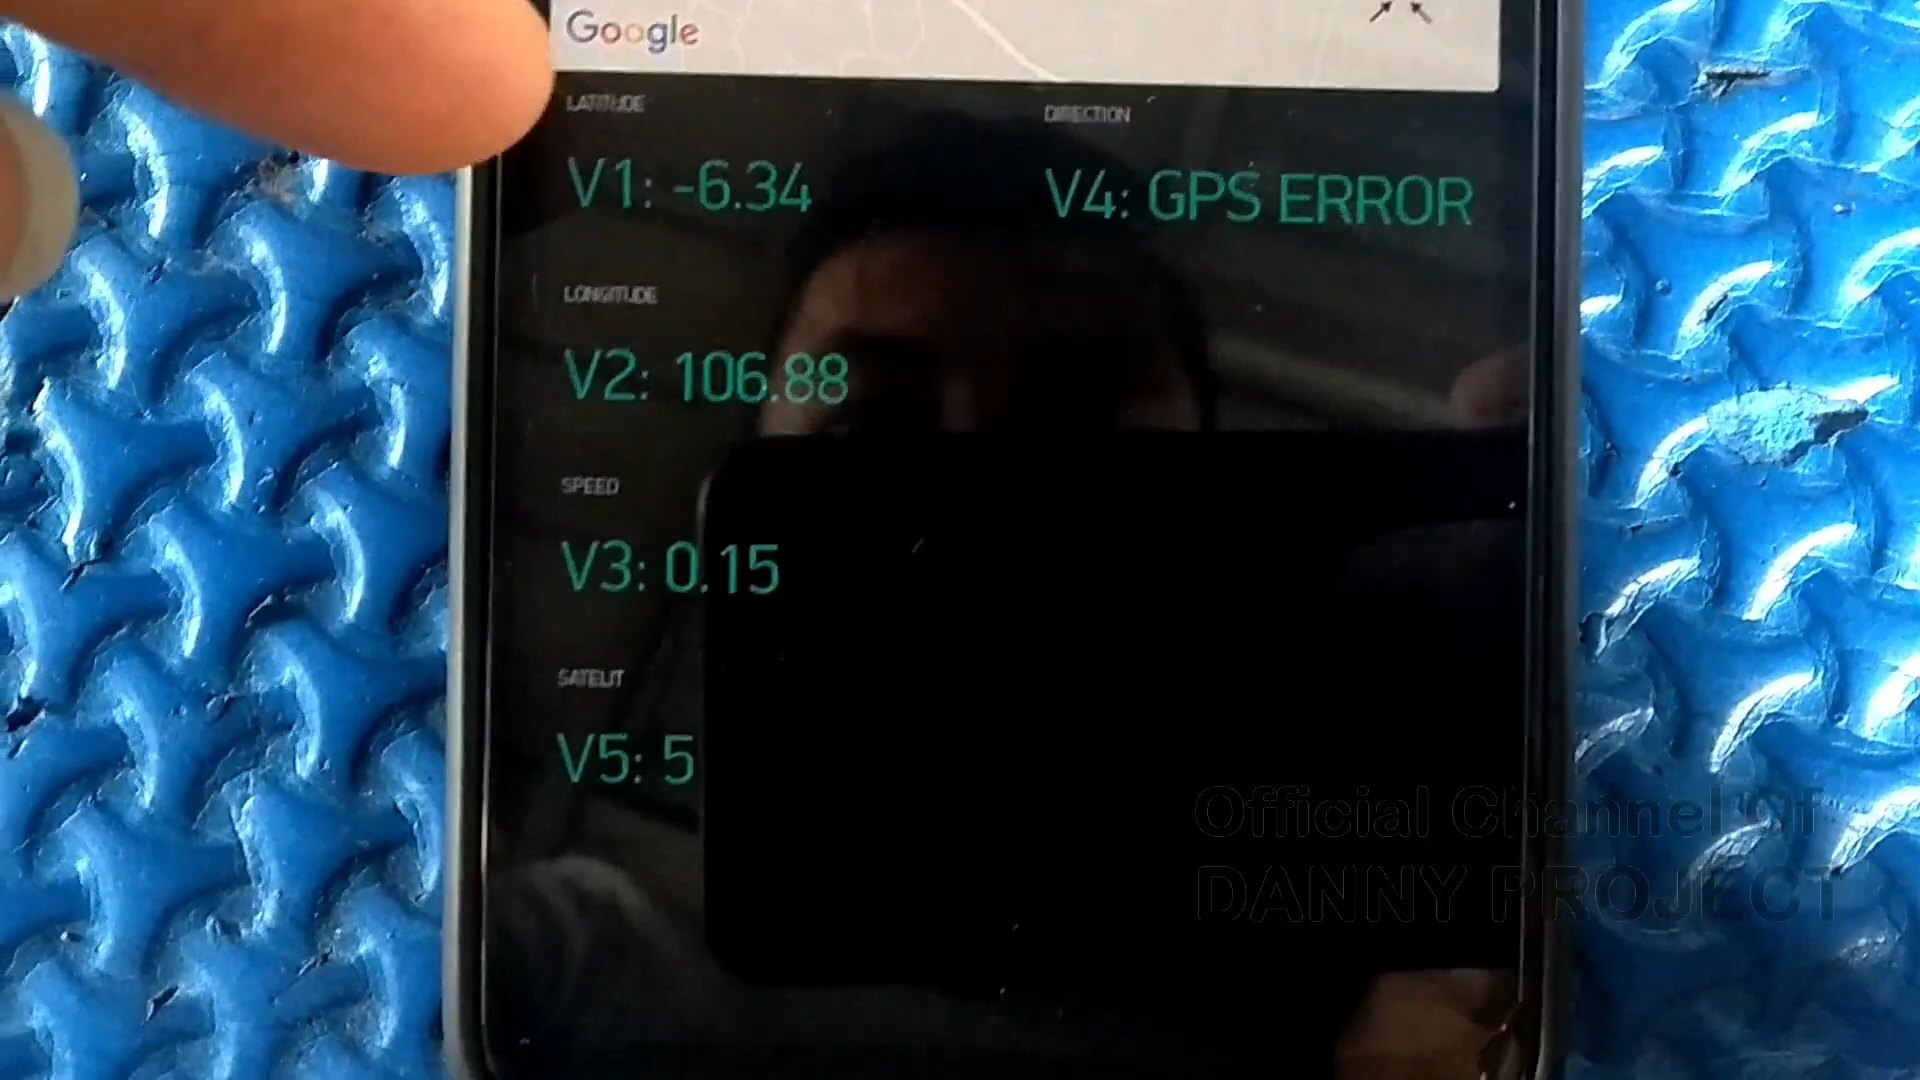 Google
LATITUDE
DIRECTION
V1: -6.34
V4: GPS ERROR
LONGITUDE
V2: 106.88
SPEED
V3: 0.15
SATELIT
V5: 5
Official Channel Of
DANNY PROJECT